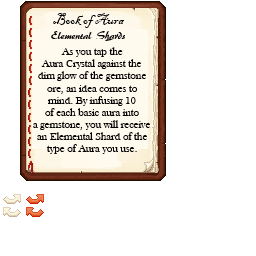 Book of Aura
Elemental Shards
As you tap the
Aura Crystal against the
dim glow of the gemstone
ore, an idea comes to
mind. By infusing 10
of each basic aura into
a gemstone, you will receive
an Elemental Shard of the
type of Aura you use.